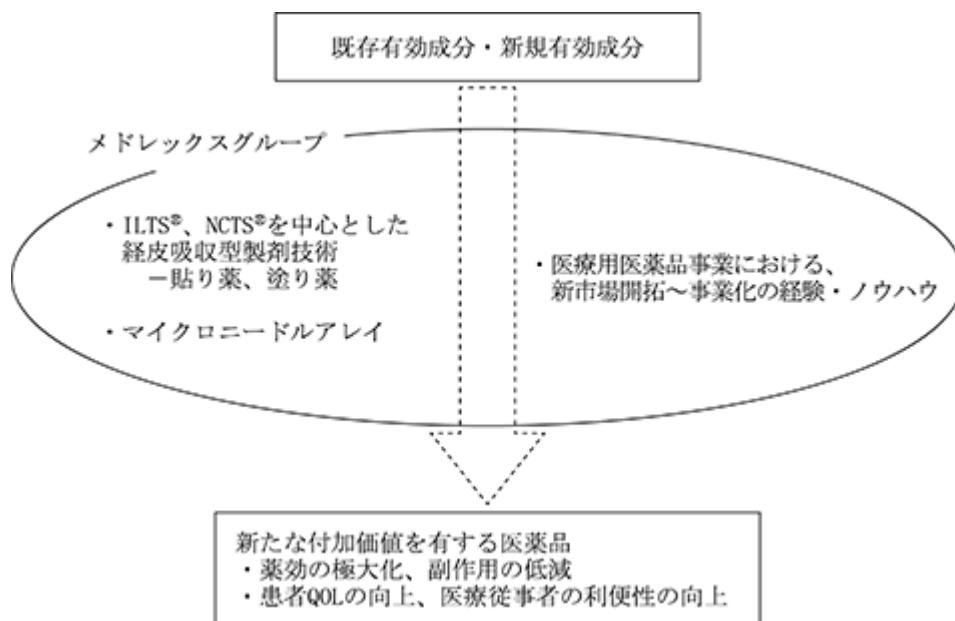 既存有効成分・新規有効成分
メドレックスグループ
・ILTS®、NCTS®を中心とした
経皮吸収型製剤技術
－貼り薬、塗り薬
・マイクロニードルアレイ
・医療用医薬品事業における、
新市場開拓～事業化の経験・ノウハウ
新たな付加価値を有する医薬品
・薬効の極大化、副作用の低減
・患者QOLの向上、医療従事者の利便性の向上